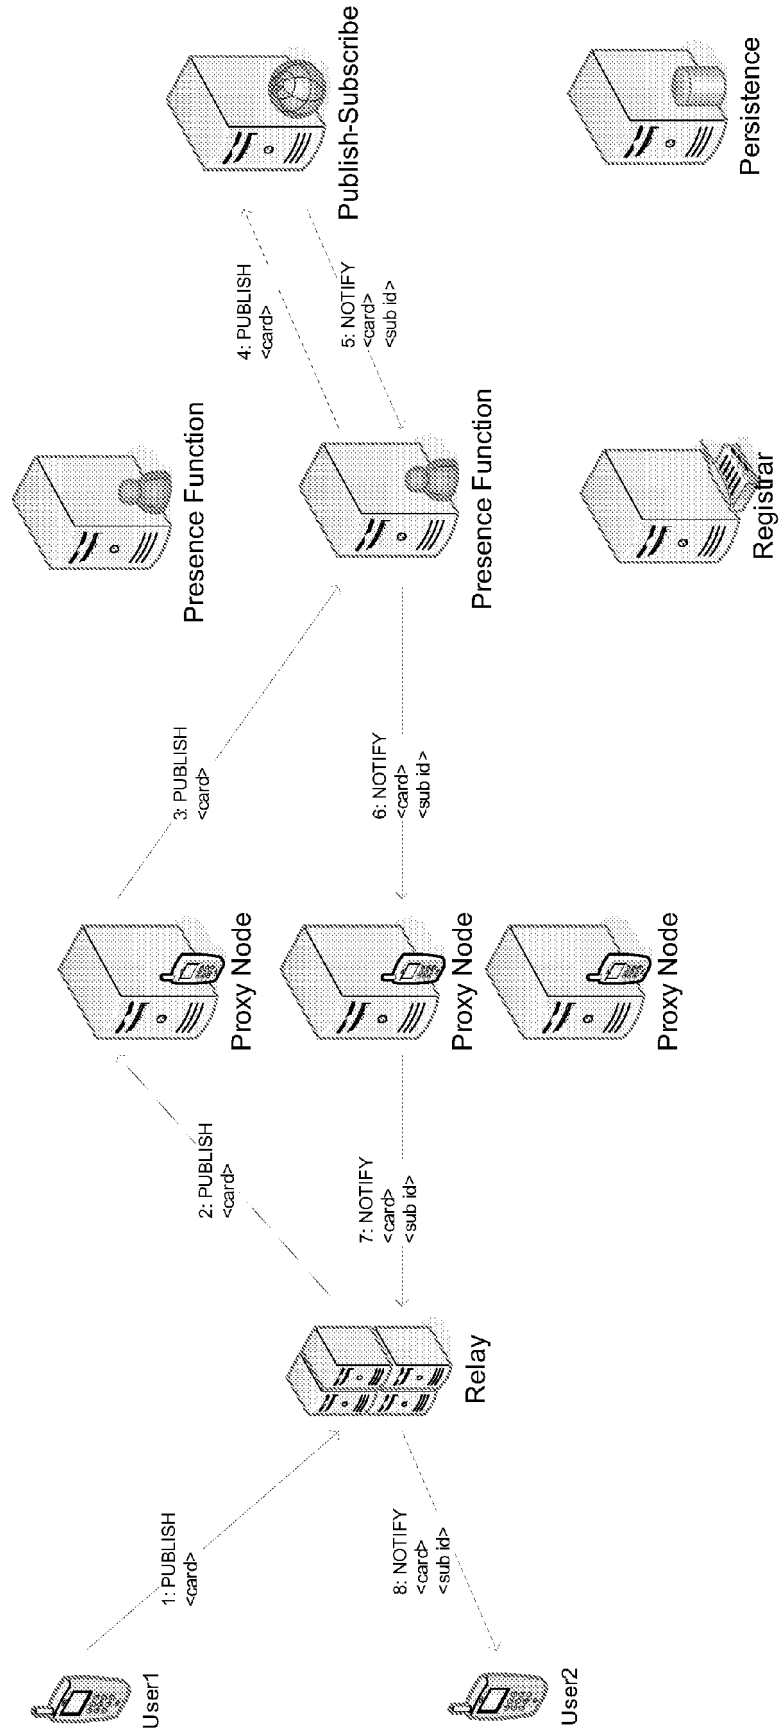 User1
1: PUBLISH
<card>
User2
8: NOTIFY
<card>
<sub id>
Relay
2: PUBLISH
<card>
7: NOTIFY
<card>
<sub id>
Proxy Node
Proxy Node
Proxy Node
3: PUBLISH
<card>
6: NOTIFY
<card>
<sub id>
Presence Function
Presence Function
Registrar
4: PUBLISH
<card>
5: NOTIFY
<card>
<sub id>
Publish-Subscribe
Persistence